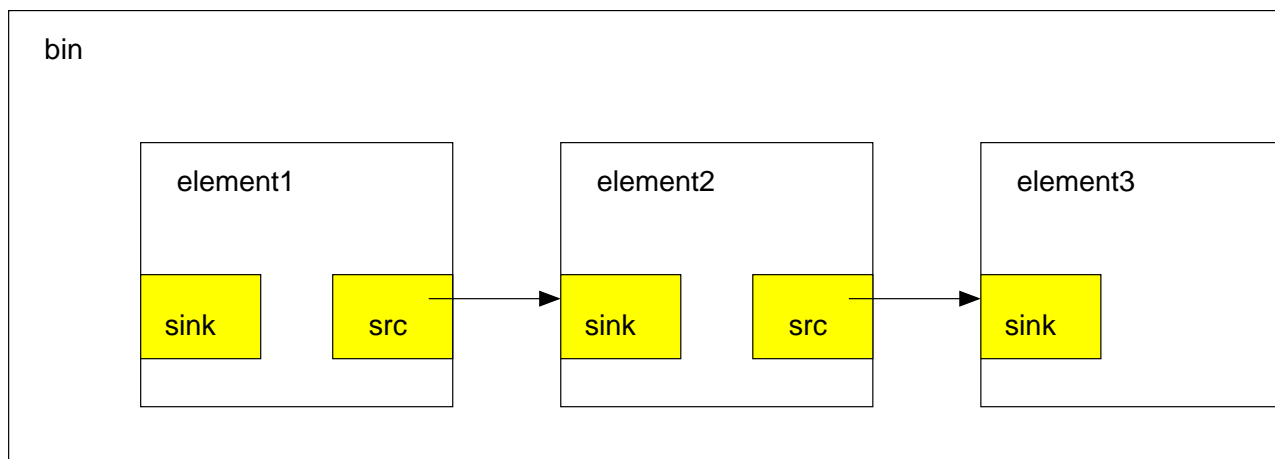 bin
element1
element2
element3
sink
src
sink
src
sink